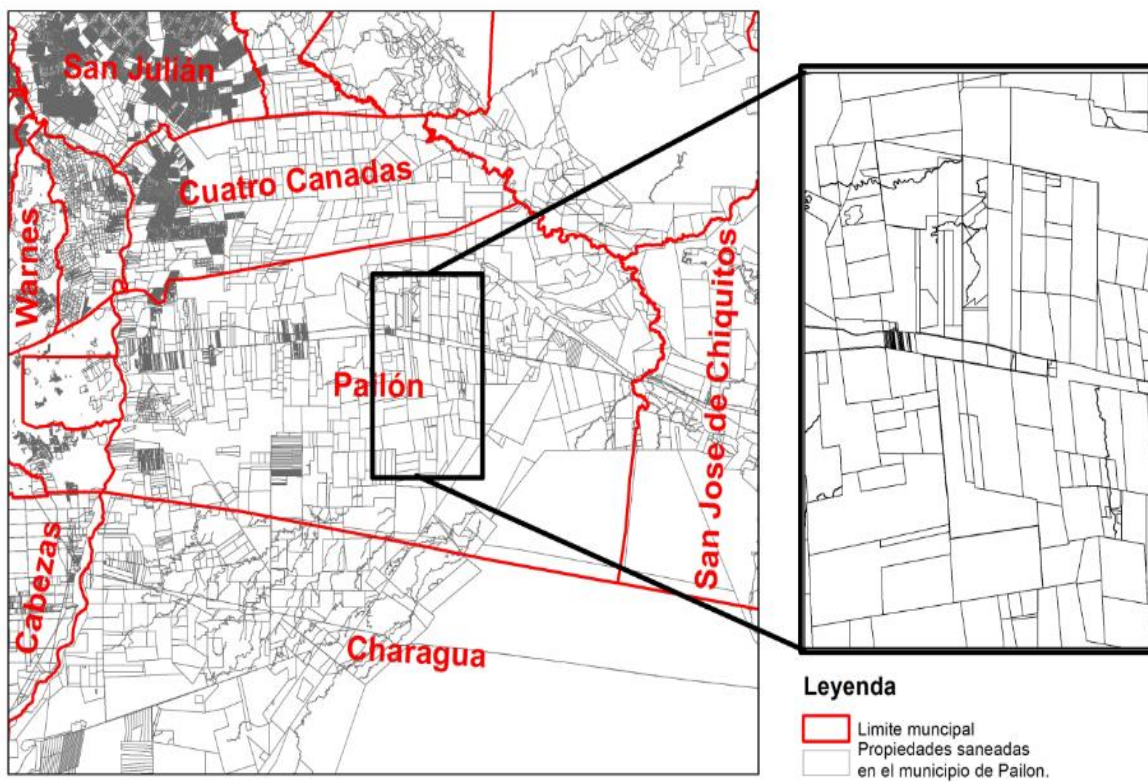 San Julián
Cuatro Canadas
Warnes
Pailón
San Jose de Chiquitos
Cabezas
Charagua
Leyenda
Limite muncipal
Propiedades saneadas
en el municipio de Pailon.